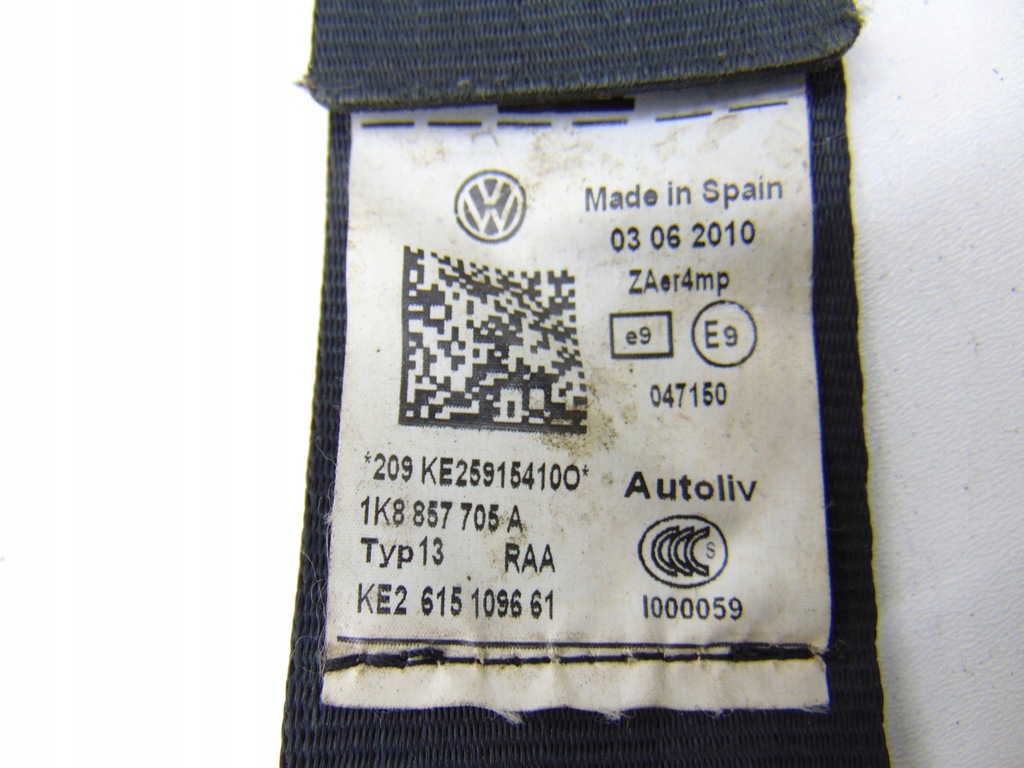 Made in Spain
03 06 2010
ZAer4mp
e9 E9
047150
*209 KE259154100*
Autoliv
1K8 857 705 A
Typ13 RAA
S
KE2 615 1096 61
I000059